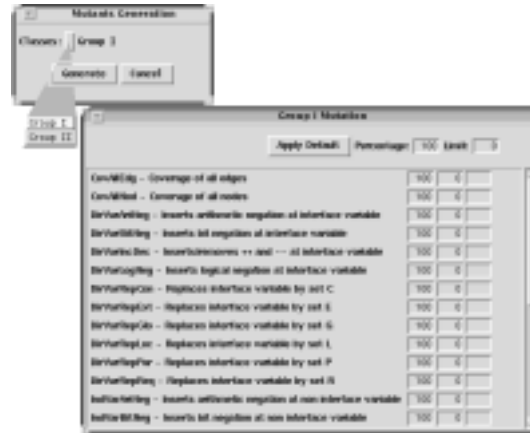 Mutants Generation
Classes: Group I
Generate Cancel
Group I
Group II
Group I Mutation
Apply Default Percentage: 100 Limit: 0
CovAllEdg - Coverage of all edges 100 0
CovAllNod - Coverage of all nodes 100 0
DirVarAriNeg - Inserts arithmetic negation at interface variable 100 0
DirVarBitNeg - Inserts bit negation at interface variable 100 0
DirVarIncDec - Inserts/removes ++ and -- at interface variable 100 0
DirVarLogNeg - Inserts logical negation at interface variable 100 0
DirVarRepCon - Replaces interface variable by set C 100 0
DirVarRepExt - Replaces interface variable by set E 100 0
DirVarRepGlo - Replaces interface variable by set G 100 0
DirVarRepLoc - Replaces interface variable by set L 100 0
DirVarRepPar - Replaces interface variable by set P 100 0
DirVarRepReq - Replaces interface variable by set R 100 0
IndVarAriNeg - Inserts arithmetic negation at non interface variable 100 0
IndVarBitNeg - Inserts bit negation at non interface variable 100 0